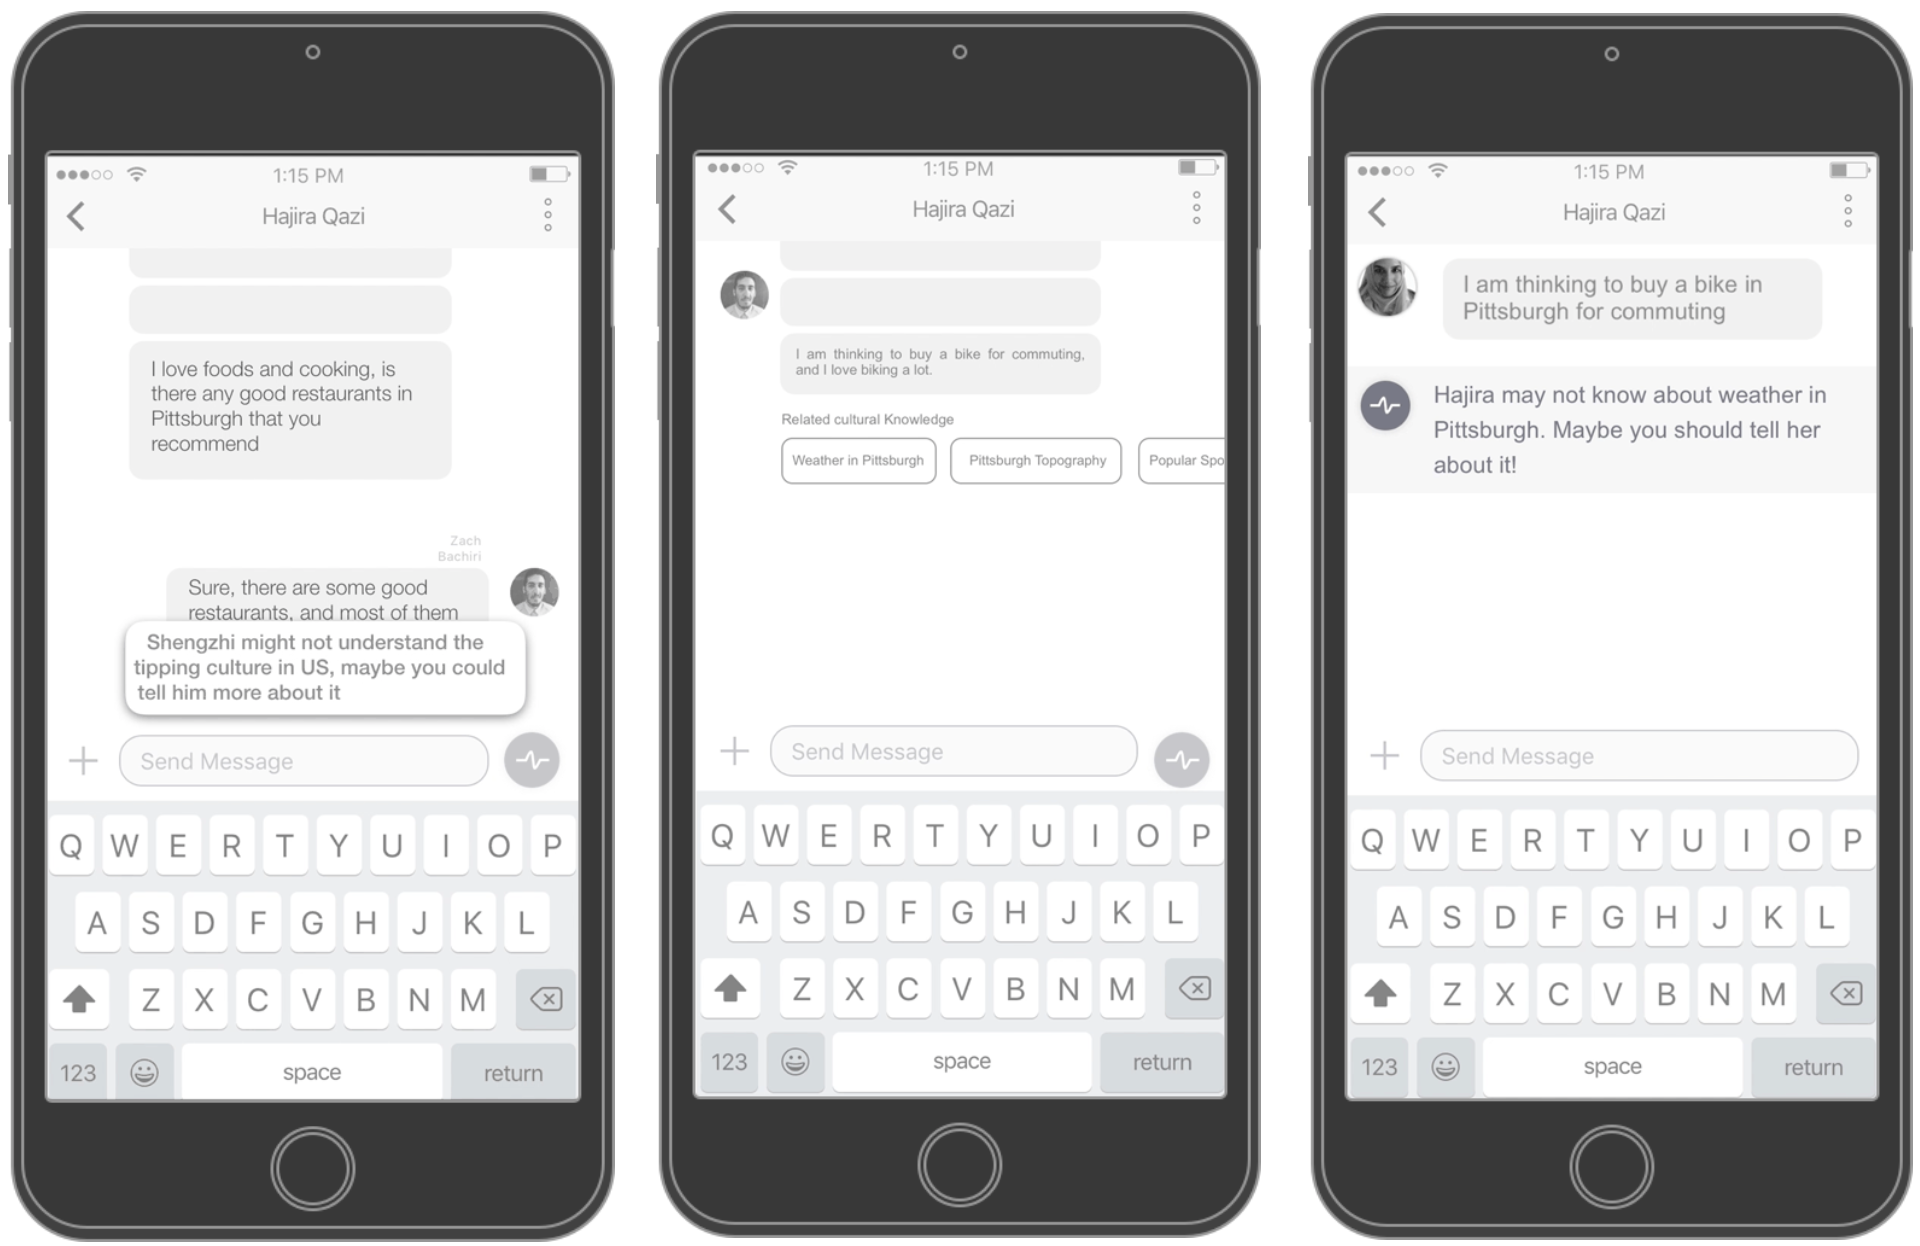 1:15 PM
Hajira Qazi
I love foods and cooking, is
there any good restaurants in
Pittsburgh that you
recommend
Zach
Bachiri
Sure, there are some good
restaurants, and most of them
Shengzhi might not understand the
tipping culture in US, maybe you could
tell him more about it
Send Message
Q W E R T Y U I O P
A S D F G H J K L
Z X C V B N M
123 space return
1:15 PM
Hajira Qazi
I am thinking to buy a bike for commuting,
and I love biking a lot.
Related cultural Knowledge
Weather in Pittsburgh Pittsburgh Topography Popular Spo
Send Message
Q W E R T Y U I O P
A S D F G H J K L
Z X C V B N M
123 space return
1:15 PM
Hajira Qazi
I am thinking to buy a bike in
Pittsburgh for commuting
Hajira may not know about weather in
Pittsburgh. Maybe you should tell her
about it!
Send Message
Q W E R T Y U I O P
A S D F G H J K L
Z X C V B N M
123 space return